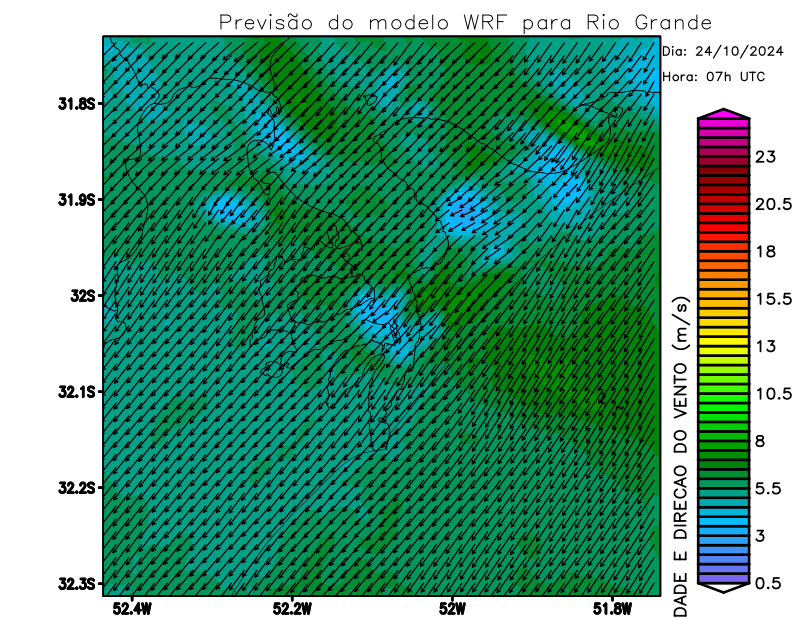 Previsão do modelo WRF para Rio Grande
Dia: 24/10/2024
Hora: 07h UTC
31.8S
31.9S
32S
32.1S
32.2S
32.3S
52.4W
52.2W
52W
51.8W
23
20.5
18
15.5
13
10.5
8
5.5
3
0.5
DADE E DIRECAO DO VENTO (m/s)